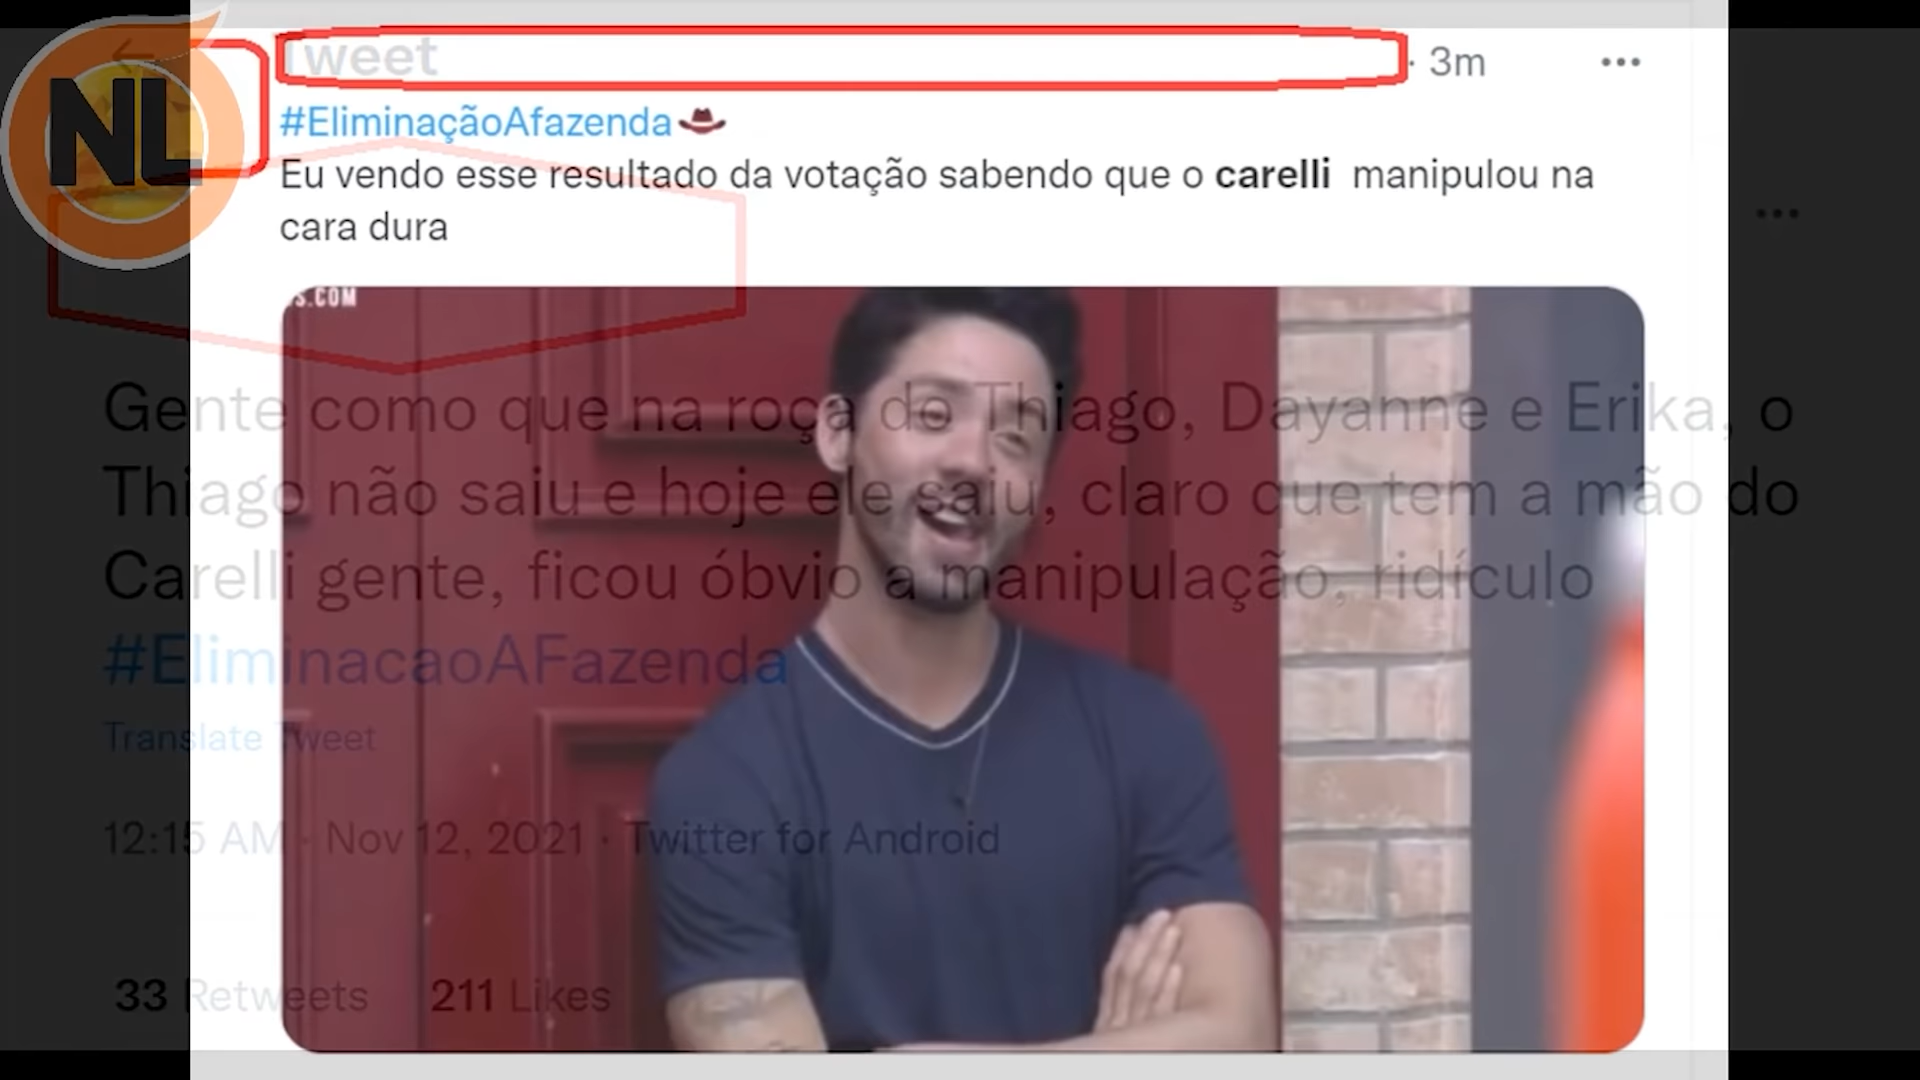 NL
Tweet
· 3m
#EliminaçãoAfazenda
Eu vendo esse resultado da votação sabendo que o carelli manipulou na
cara dura
S.COM
Gente como que na roça do Thiago, Dayanne e Erika, o
Thiago não saiu e hoje ele saiu, claro que tem a mão do
Carelli gente, ficou óbvio a manipulação, ridículo
#EliminacaoAFazenda
Translate Tweet
12:15 AM · Nov 12, 2021 · Twitter for Android
33 Retweets 211 Likes